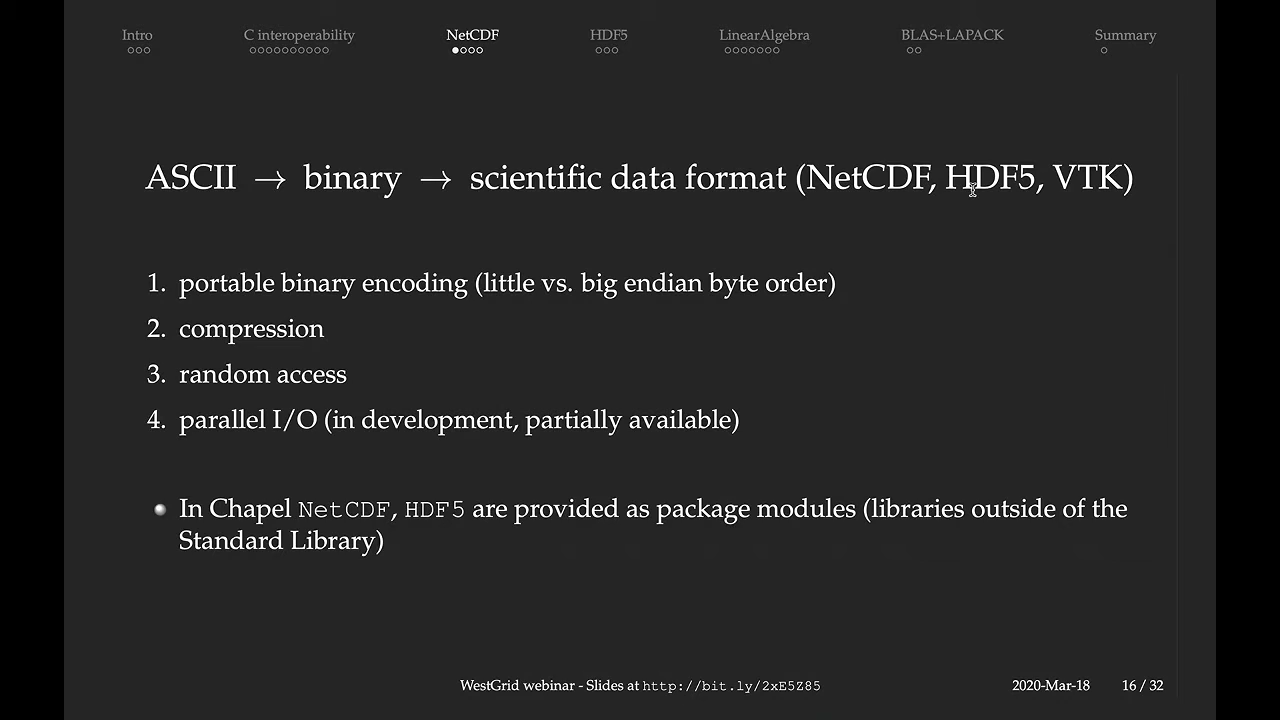 Intro C interoperability NetCDF HDF5 LinearAlgebra BLAS+LAPACK Summary
ASCII → binary → scientific data format (NetCDF, HDF5, VTK)
1. portable binary encoding (little vs. big endian byte order)
2. compression
3. random access
4. parallel I/O (in development, partially available)
In Chapel NetCDF, HDF5 are provided as package modules (libraries outside of the
Standard Library)
WestGrid webinar - Slides at http://bit.ly/2xE5Z85 2020-Mar-18 16 / 32